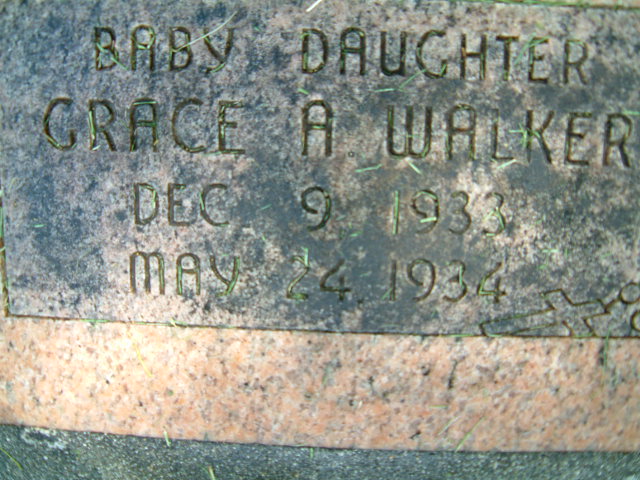 BABY DAUGHTER
GRACE A. WALKER
DEC 9, 1933
MAY 24, 1934